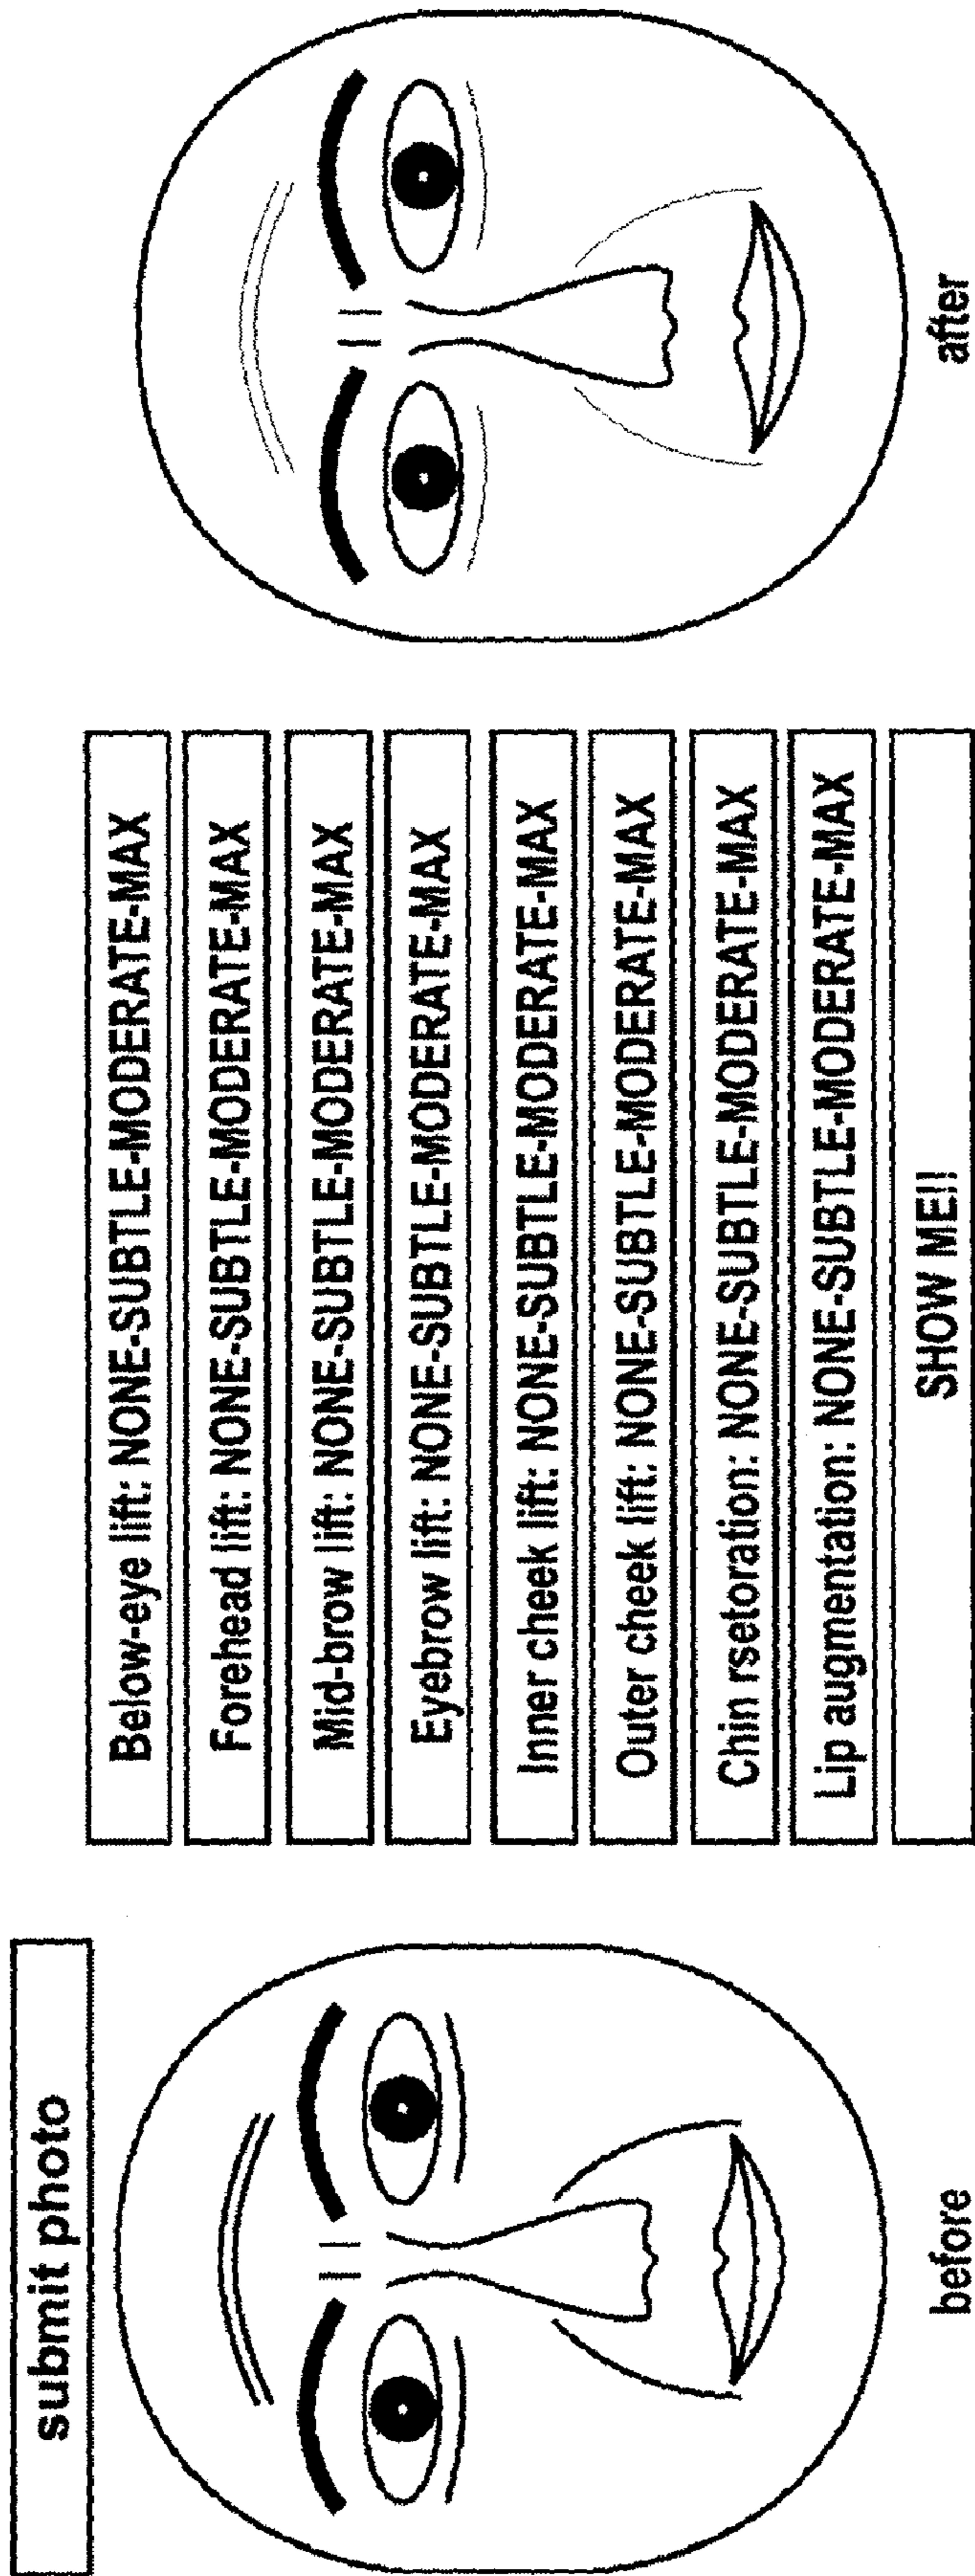 submit photo
before
Below-eye lift: NONE-SUBTLE-MODERATE-MAX
Forehead lift: NONE-SUBTLE-MODERATE-MAX
Mid-brow lift: NONE-SUBTLE-MODERATE-MAX
Eyebrow lift: NONE-SUBTLE-MODERATE-MAX
Inner cheek lift: NONE-SUBTLE-MODERATE-MAX
Outer cheek lift: NONE-SUBTLE-MODERATE-MAX
Chin rsetoration: NONE-SUBTLE-MODERATE-MAX
Lip augmentation: NONE-SUBTLE-MODERATE-MAX
SHOW ME!!
after